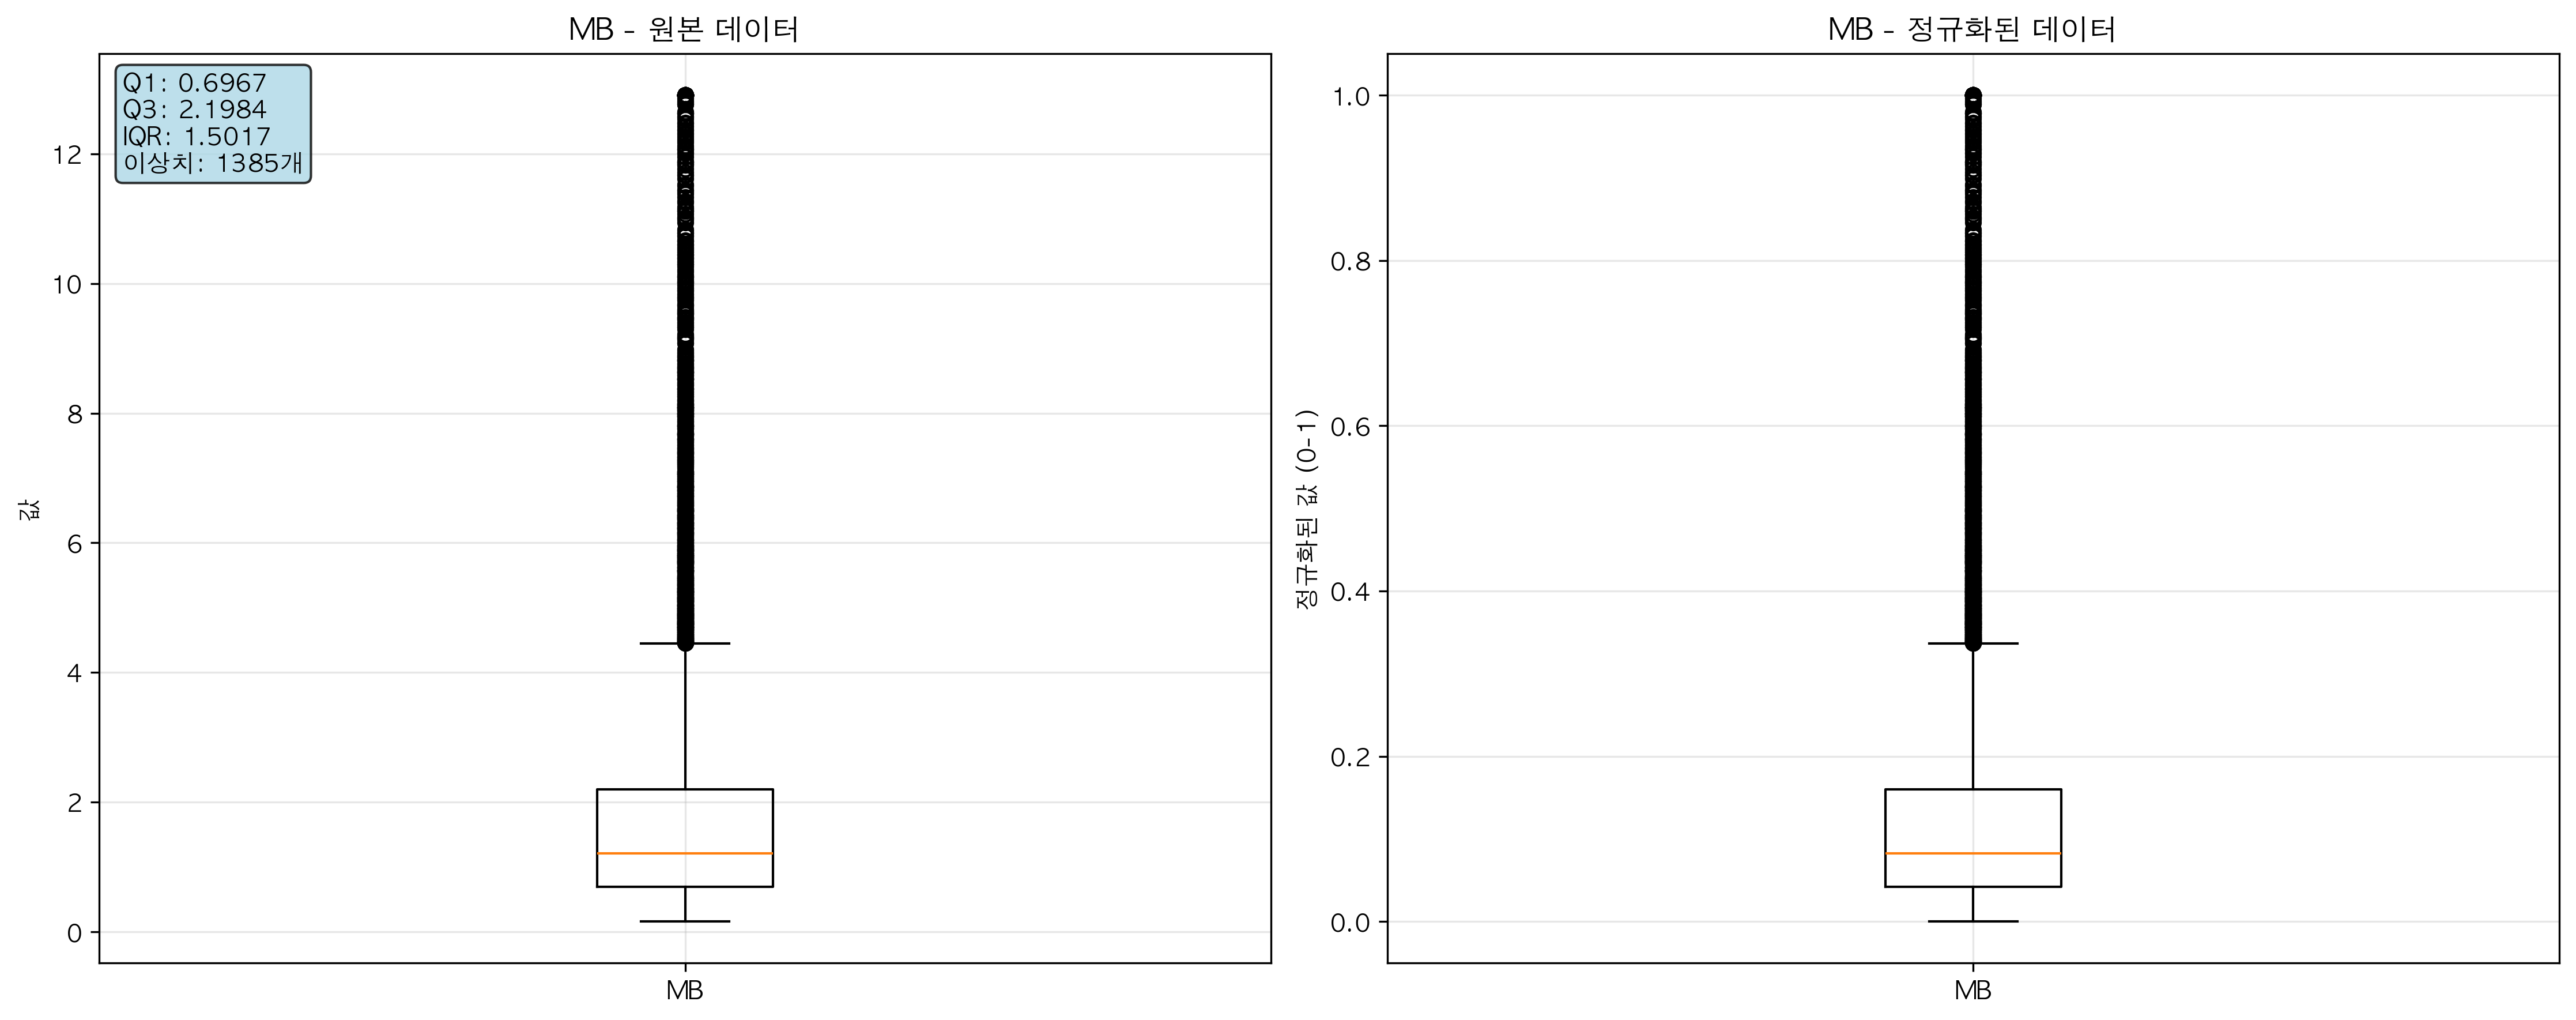 MB - 원본 데이터
Q1: 0.6967
Q3: 2.1984
IQR: 1.5017
이상치: 1385개
12
10
8
6
4
2
0
값
MB
MB - 정규화된 데이터
1.0
0.8
0.6
0.4
0.2
0.0
정규화된 값 (0-1)
MB